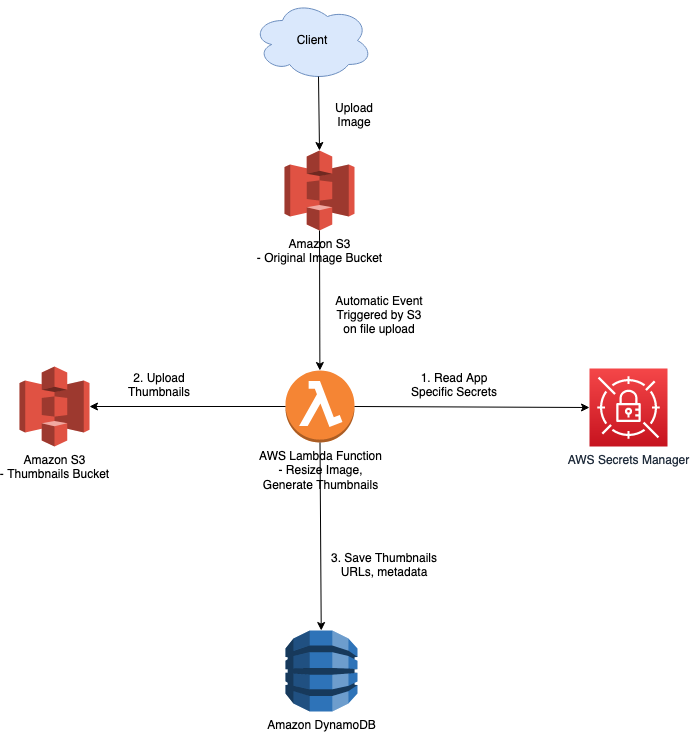 Client
Upload
Image
Amazon S3
- Original Image Bucket
Automatic Event
Triggered by S3
on file upload
2. Upload
Thumbnails
1. Read App
Specific Secrets
Amazon S3
- Thumbnails Bucket
AWS Lambda Function
- Resize Image,
Generate Thumbnails
AWS Secrets Manager
3. Save Thumbnails
URLs, metadata
Amazon DynamoDB